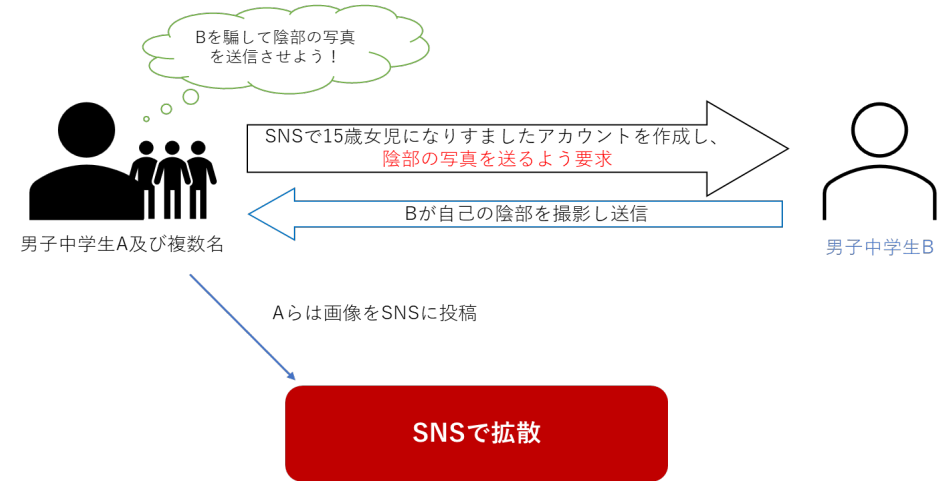 Bを騙して陰部の写真
を送信させよう！
SNSで15歳女児になりすましたアカウントを作成し、
陰部の写真を送るよう要求
Bが自己の陰部を撮影し送信
男子中学生A及び複数名
男子中学生B
Aらは画像をSNSに投稿
SNSで拡散